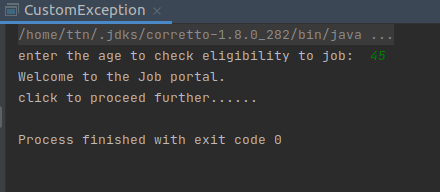 CustomException ×
/home/ttn/.jdks/corretto-1.8.0_282/bin/java ...
enter the age to check eligibility to job:  45
Welcome to the Job portal.
click to proceed further......
Process finished with exit code 0